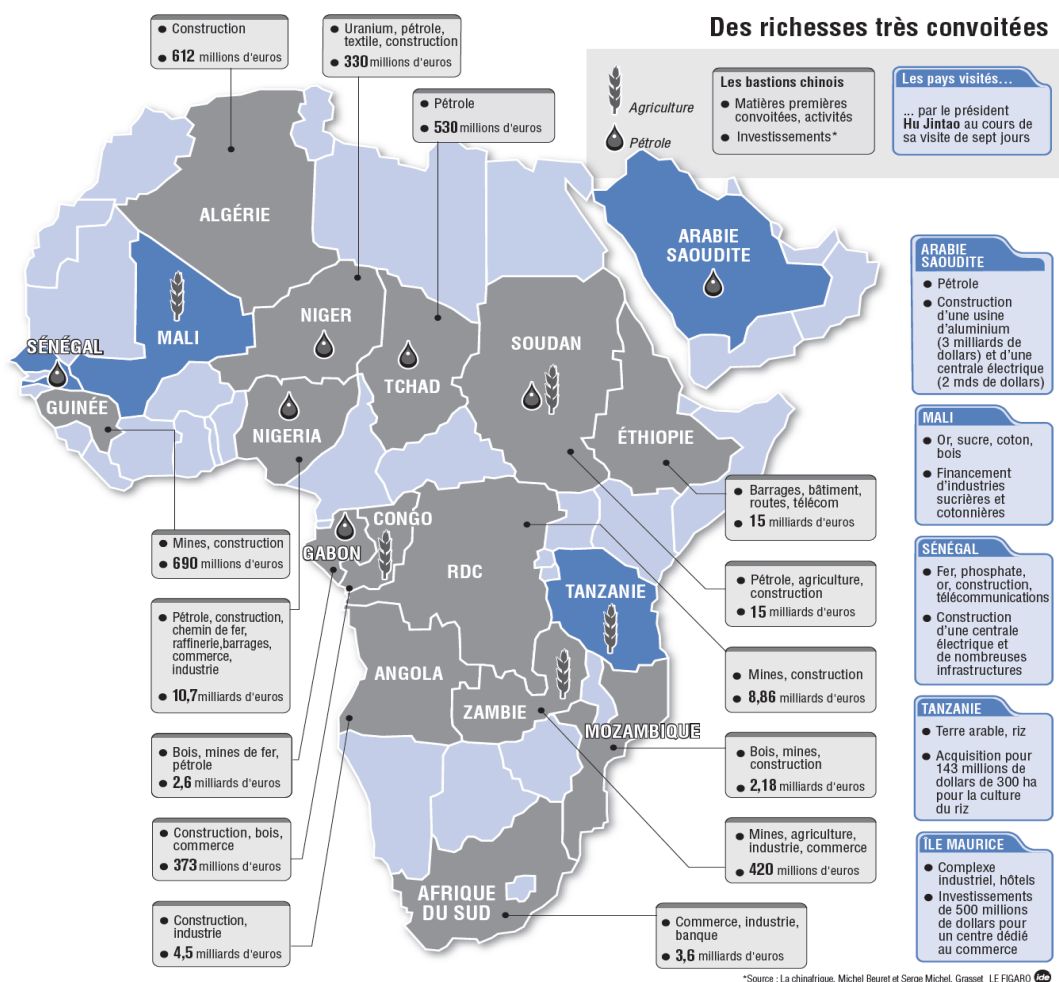 Des richesses très convoitées
Agriculture
Pétrole
Les bastions chinois
● Matières premières
convoitées, activités
● Investissements*
Les pays visités...
... par le président
Hu Jintao au cours de
sa visite de sept jours
● Construction
● 612 millions d'euros
● Uranium, pétrole,
textile, construction
● 330 millions d'euros
● Pétrole
● 530 millions d'euros
ALGÉRIE
ARABIE
SAOUDITE
MALI
NIGER
SÉNÉGAL
TCHAD
SOUDAN
GUINÉE
NIGERIA
ÉTHIOPIE
CONGO
GABON
RDC
TANZANIE
ANGOLA
ZAMBIE
MOZAMBIQUE
AFRIQUE
DU SUD
● Mines, construction
● 690 millions d'euros
● Pétrole, construction,
chemin de fer,
raffinerie,barrages,
commerce,
industrie
● 10,7 milliards d'euros
● Bois, mines de fer,
pétrole
● 2,6 milliards d'euros
● Construction, bois,
commerce
● 373 millions d'euros
● Construction,
industrie
● 4,5 milliards d'euros
● Barrages, bâtiment,
routes, télécom
● 15 milliards d'euros
● Pétrole, agriculture,
construction
● 15 milliards d'euros
● Mines, construction
● 8,86 milliards d'euros
● Bois, mines,
construction
● 2,18 milliards d'euros
● Mines, agriculture,
industrie, commerce
● 420 millions d'euros
● Commerce, industrie,
banque
● 3,6 milliards d'euros
ARABIE
SAOUDITE
● Pétrole
● Construction
d'une usine
d'aluminium
(3 milliards de
dollars) et d'une
centrale électrique
(2 mds de dollars)
MALI
● Or, sucre, coton,
bois
● Financement
d'industries
sucrières et
cotonnières
SÉNÉGAL
● Fer, phosphate,
or, construction,
télécommunications
● Construction
d'une centrale
électrique et
de nombreuses
infrastructures
TANZANIE
● Terre arable, riz
● Acquisition pour
143 millions de
dollars de 300 ha
pour la culture
du riz
ÎLE MAURICE
● Complexe
industriel, hôtels
● Investissements
de 500 millions
de dollars pour
un centre dédié
au commerce
*Source : La chinafrique, Michel Beuret et Serge Michel, Grasset LE FIGARO ide